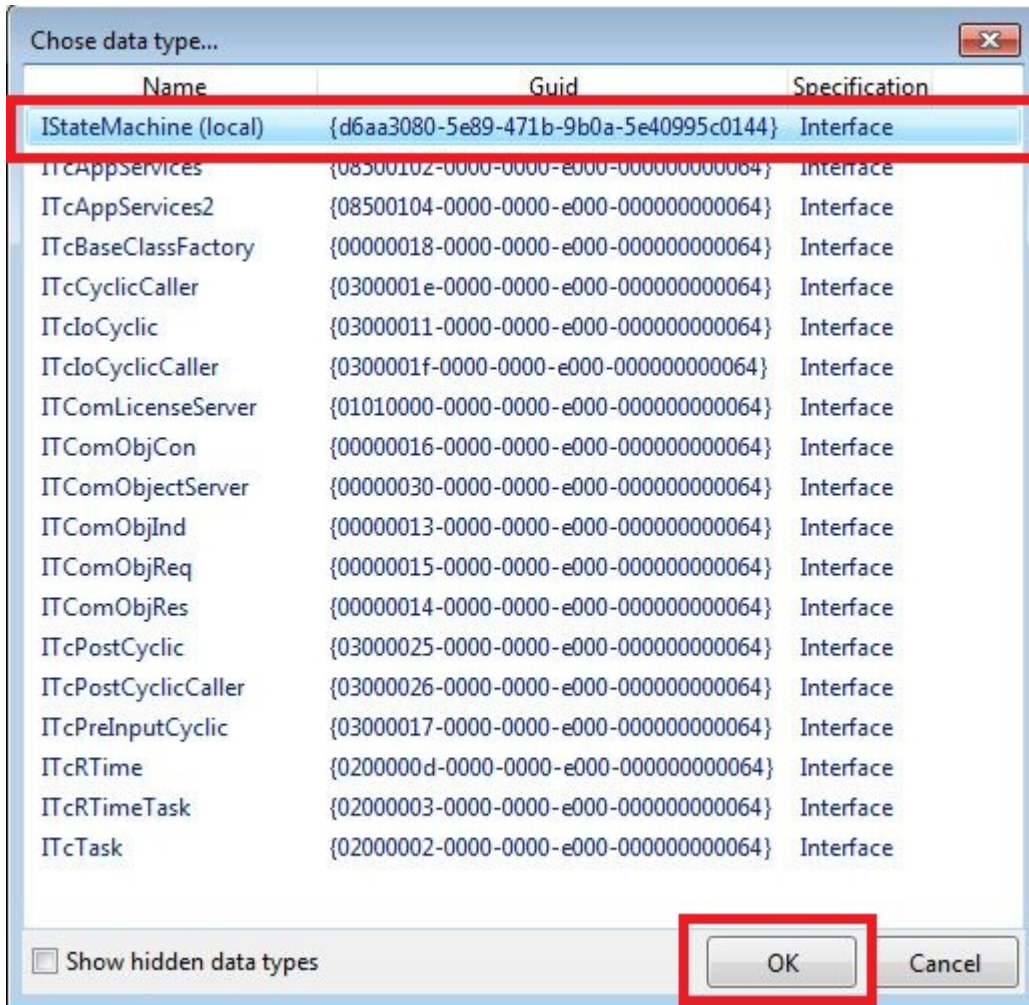 Chose data type...
Name Guid Specification
IStateMachine (local) {d6aa3080-5e89-471b-9b0a-5e40995c0144} Interface
ITcAppServices {08500102-0000-0000-e000-000000000064} Interface
ITcAppServices2 {08500104-0000-0000-e000-000000000064} Interface
ITcBaseClassFactory {00000018-0000-0000-e000-000000000064} Interface
ITcCyclicCaller {0300001e-0000-0000-e000-000000000064} Interface
ITcIoCyclic {03000011-0000-0000-e000-000000000064} Interface
ITcIoCyclicCaller {0300001f-0000-0000-e000-000000000064} Interface
ITComLicenseServer {01010000-0000-0000-e000-000000000064} Interface
ITComObjCon {00000016-0000-0000-e000-000000000064} Interface
ITComObjectServer {00000030-0000-0000-e000-000000000064} Interface
ITComObjInd {00000013-0000-0000-e000-000000000064} Interface
ITComObjReq {00000015-0000-0000-e000-000000000064} Interface
ITComObjRes {00000014-0000-0000-e000-000000000064} Interface
ITcPostCyclic {03000025-0000-0000-e000-000000000064} Interface
ITcPostCyclicCaller {03000026-0000-0000-e000-000000000064} Interface
ITcPreInputCyclic {03000017-0000-0000-e000-000000000064} Interface
ITcRTime {0200000d-0000-0000-e000-000000000064} Interface
ITcRTimeTask {02000003-0000-0000-e000-000000000064} Interface
ITcTask {02000002-0000-0000-e000-000000000064} Interface
Show hidden data types OK Cancel